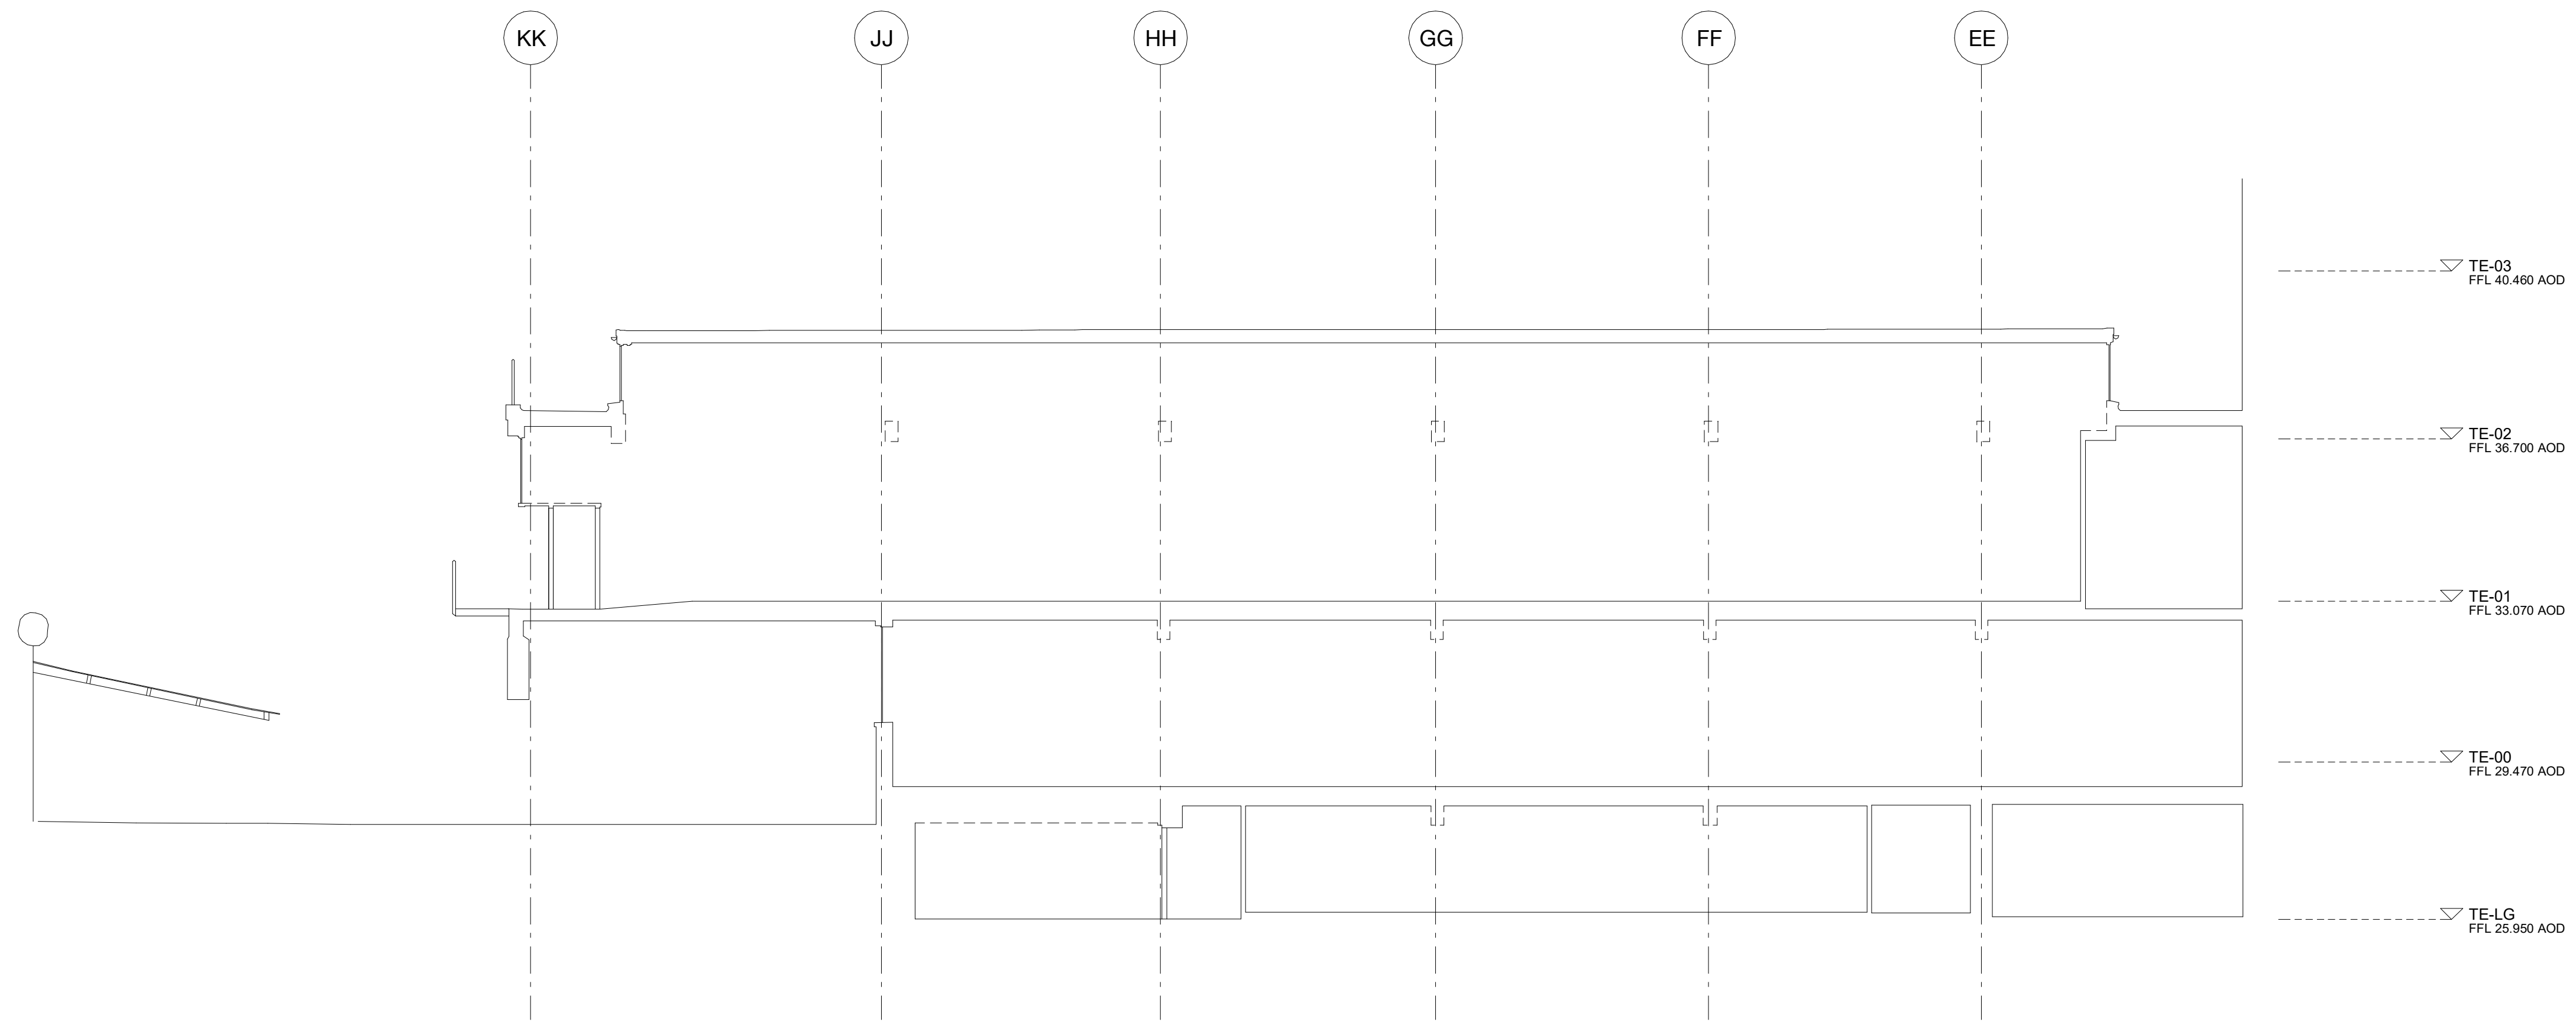 KK
JJ
HH
GG
FF
EE
TE-03
FFL 40.460 AOD
TE-02
FFL 36.700 AOD
TE-01
FFL 33.070 AOD
TE-00
FFL 29.470 AOD
TE-LG
FFL 25.950 AOD